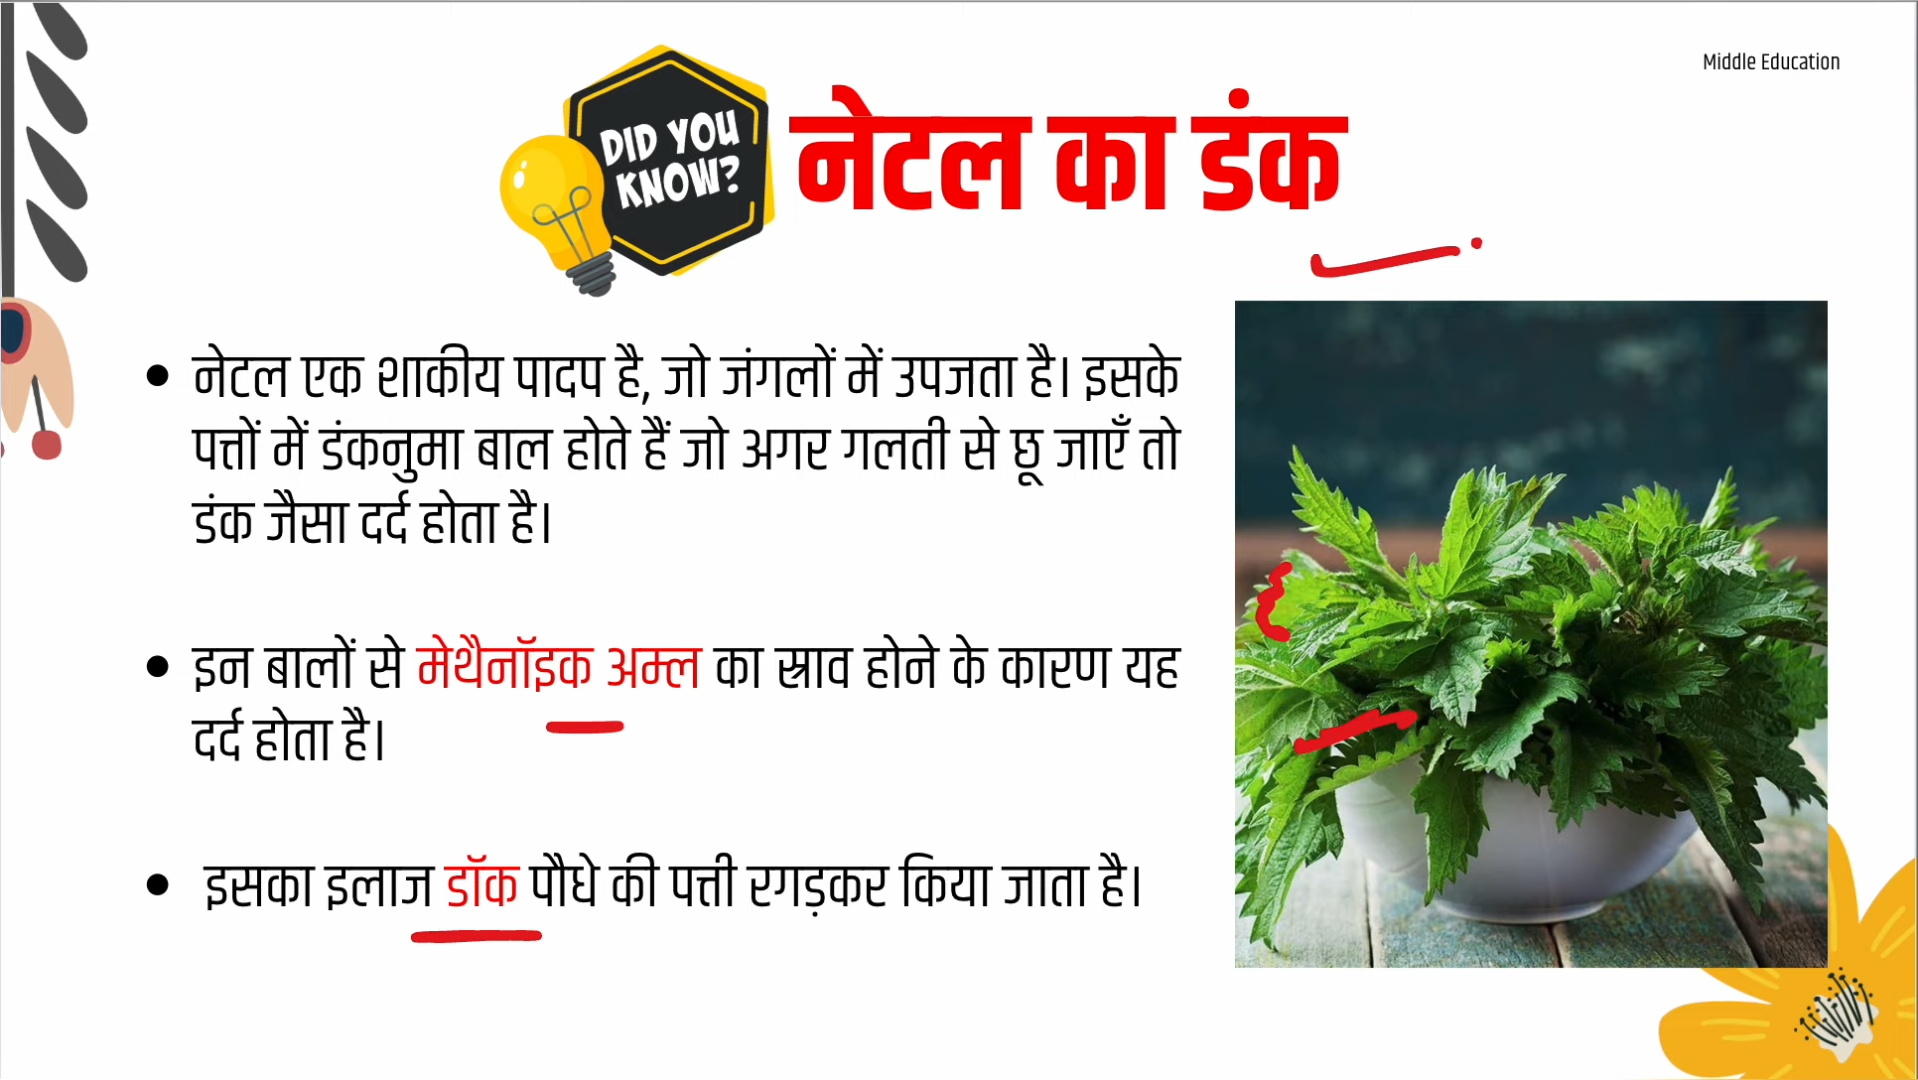 Middle Education
DID YOU
KNOW?
नेटल का डंक
• नेटल एक शाकीय पादप है, जो जंगलों में उपजता है। इसके
पत्तों में डंकनुमा बाल होते हैं जो अगर गलती से छू जाएँ तो
डंक जैसा दर्द होता है।
• इन बालों से मेथैनॉइक अम्ल का स्राव होने के कारण यह
दर्द होता है।
• इसका इलाज डॉक पौधे की पत्ती रगड़कर किया जाता है।